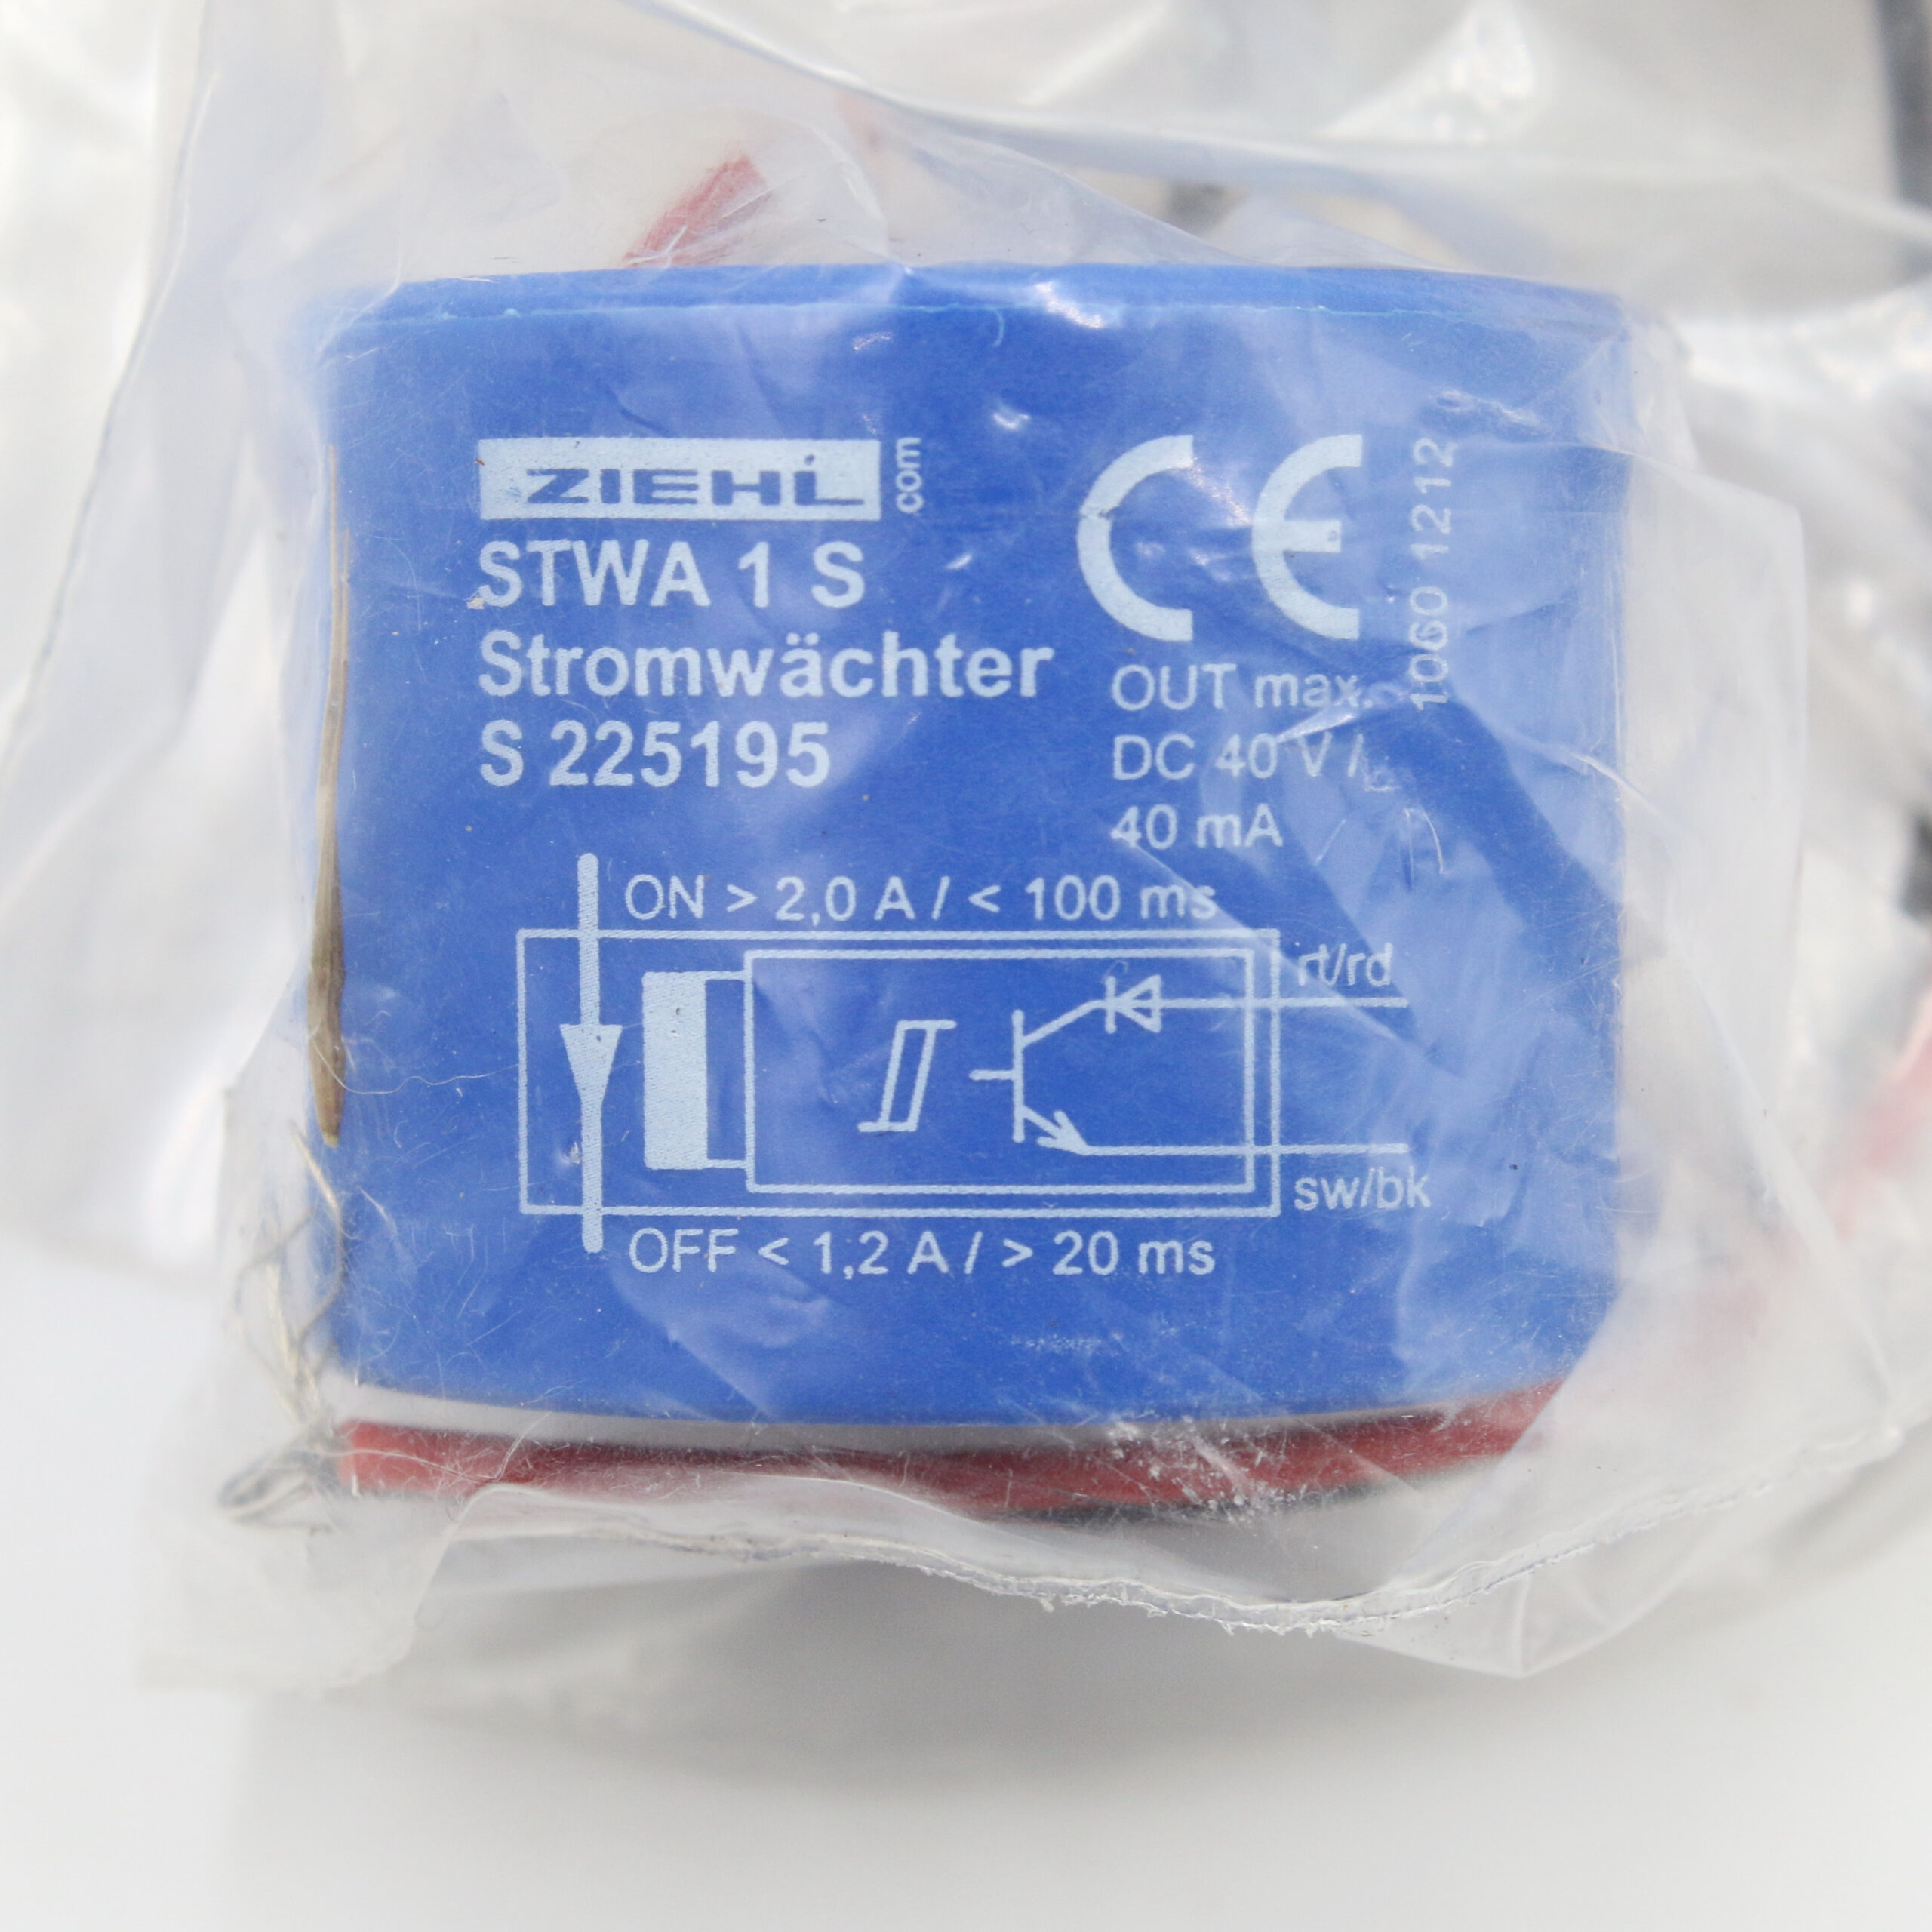 ZIEHL.com
STWA 1 S
Stromwächter
S 225195
CE
OUT max.
DC 40 V /
40 mA
1060 1212
ON > 2,0 A / < 100 ms
rt/rd
sw/bk
OFF < 1,2 A / > 20 ms